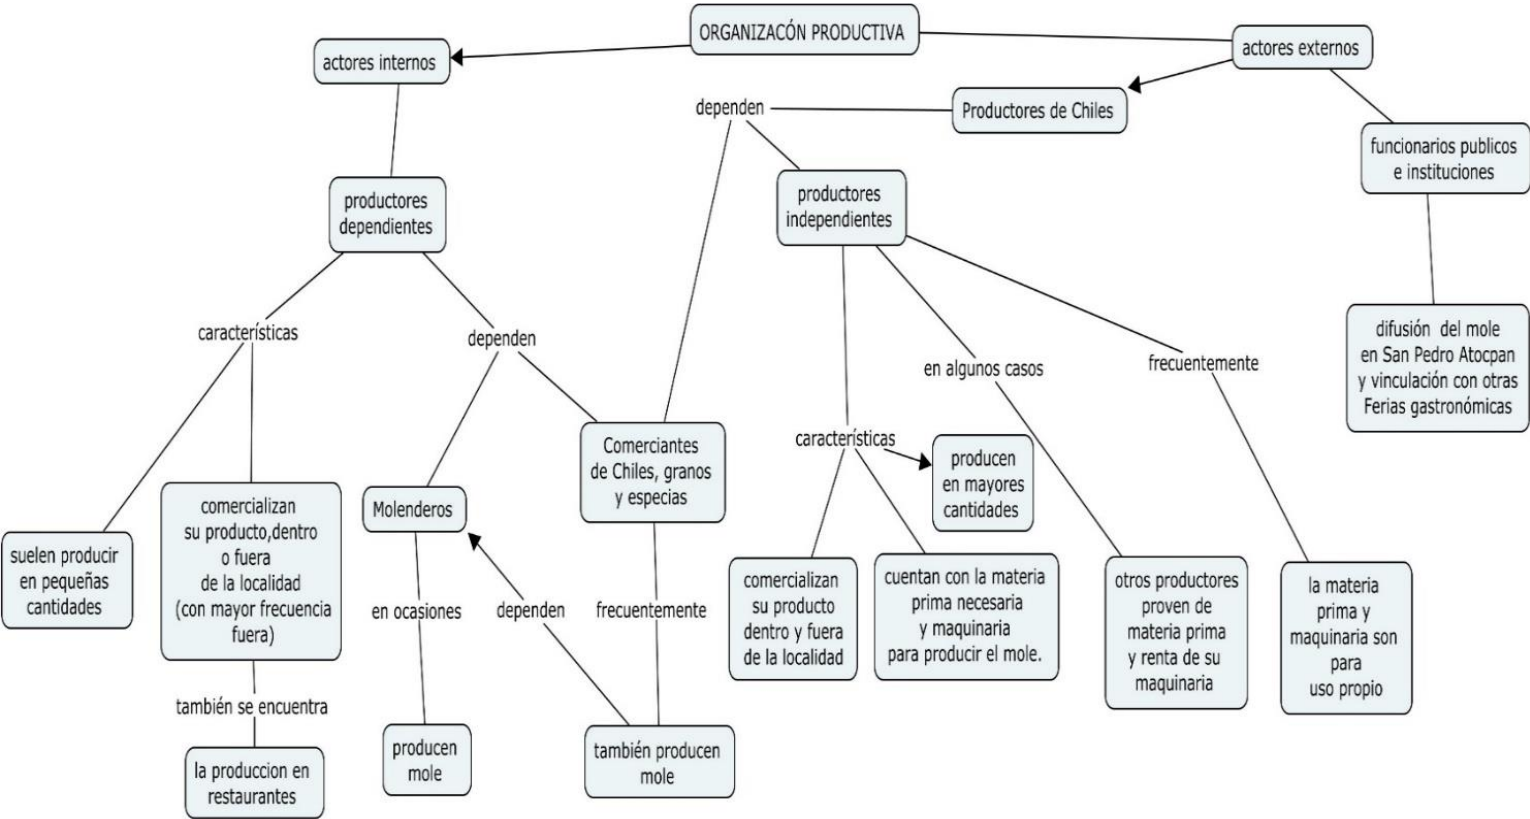 ORGANIZACÓN PRODUCTIVA
actores internos
actores externos
dependen
Productores de Chiles
funcionarios publicos
e instituciones
productores
dependientes
productores
independientes
difusión del mole
en San Pedro Atocpan
y vinculación con otras
Ferias gastronómicas
características
dependen
en algunos casos
frecuentemente
características
Comerciantes
de Chiles, granos
y especias
producen
en mayores
cantidades
Molenderos
comercializan
su producto,dentro
o fuera
de la localidad
(con mayor frecuencia
fuera)
suelen producir
en pequeñas
cantidades
en ocasiones
dependen
frecuentemente
comercializan
su producto
dentro y fuera
de la localidad
cuentan con la materia
prima necesaria
y maquinaria
para producir el mole.
otros productores
proven de
materia prima
y renta de su
maquinaria
la materia
prima y
maquinaria son
para
uso propio
también se encuentra
la produccion en
restaurantes
producen
mole
también producen
mole